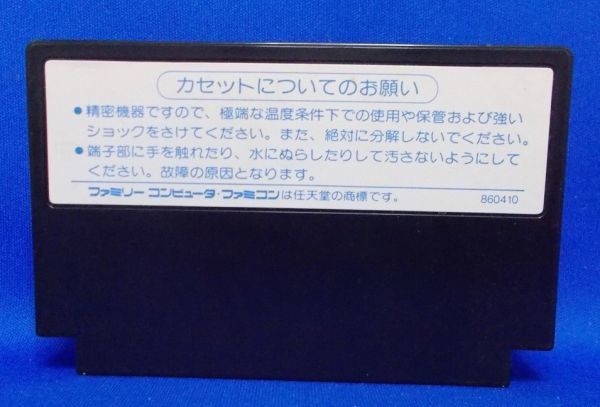 カセットについてのお願い
●精密機器ですので、極端な温度条件下での使用や保管および強い
ショックをさけてください。また、絶対に分解しないでください。
●端子部に手を触れたり、水にぬらしたりして汚さないようにして
ください。故障の原因となります。
ファミリーコンピュータ・ファミコンは任天堂の商標です。 860410